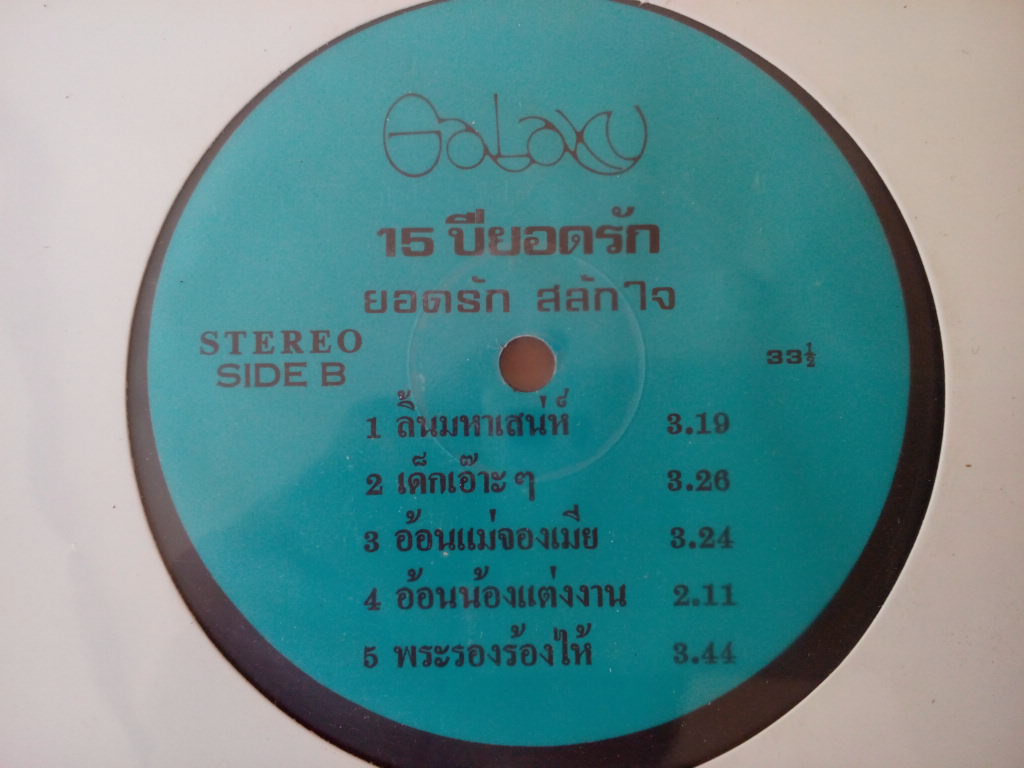 Galaxy
15 ปียอดรัก
ยอดรัก สลักใจ
STEREO
SIDE B
33½
1 ลิ้นมหาเสน่ห์ 3.19
2 เด็กเอ๊าะ ๆ 3.26
3 อ้อนแม่จองเมีย 3.24
4 อ้อนน้องแต่งงาน 2.11
5 พระรองร้องไห้ 3.44